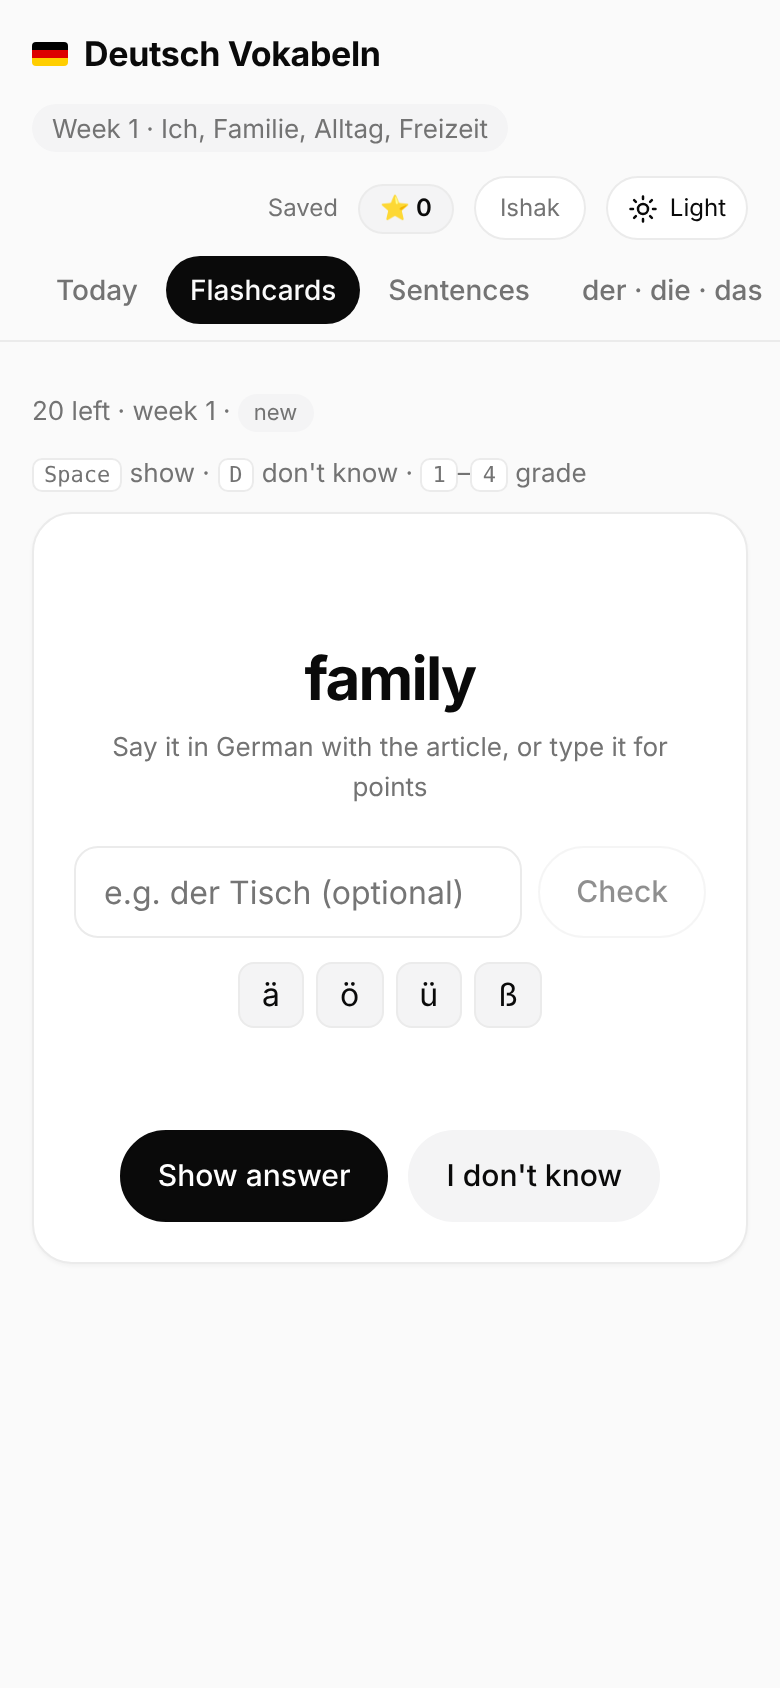 Deutsch Vokabeln
Week 1 · Ich, Familie, Alltag, Freizeit
Saved ⭐ 0 Ishak Light
Today Flashcards Sentences der · die · das
20 left · week 1 · new
Space show · D don't know · 1–4 grade
family
Say it in German with the article, or type it for
points
e.g. der Tisch (optional) Check
ä ö ü ß
Show answer I don't know